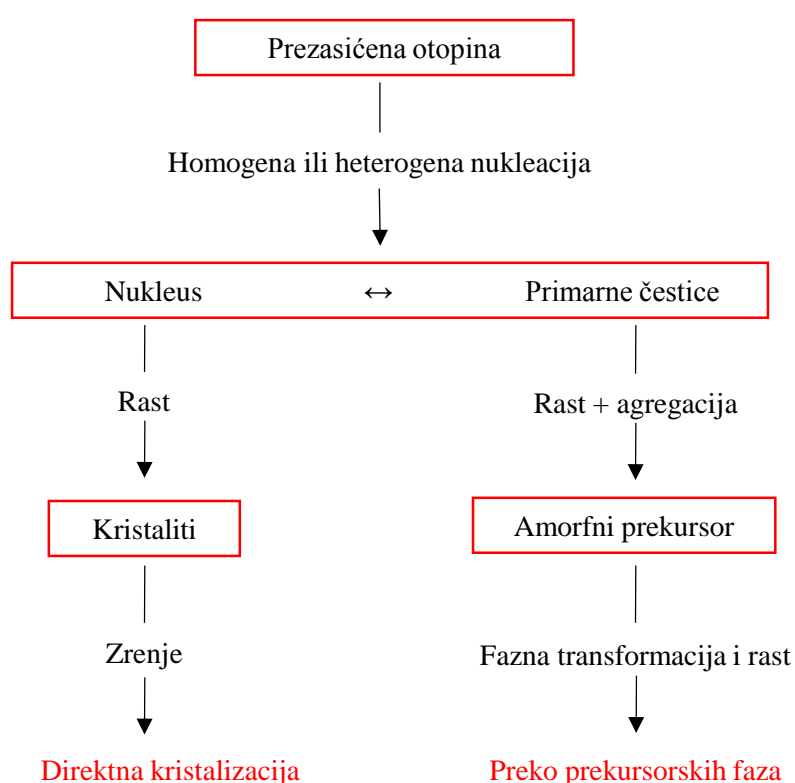 Prezasićena otopina
Homogena ili heterogena nukleacija
Nukleus ↔ Primarne čestice
Rast
Rast + agregacija
Kristaliti
Amorfni prekursor
Zrenje
Fazna transformacija i rast
Direktna kristalizacija
Preko prekursorskih faza